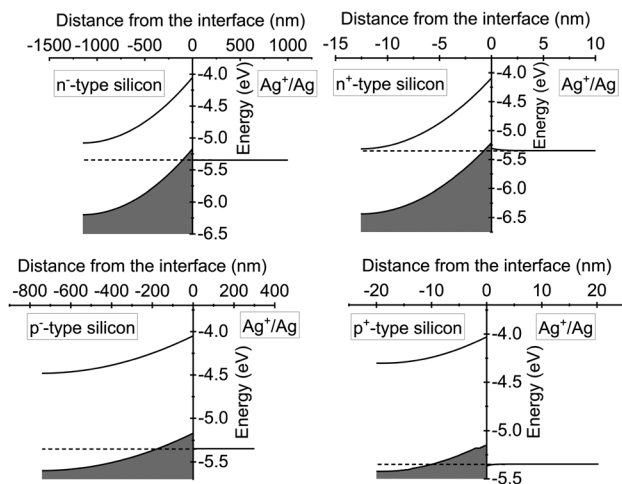 Distance from the interface (nm)
-1500 -1000 -500 0 500 1000
n⁻-type silicon
Ag⁺/Ag
-4.0
-4.5
-5.0
-5.5
-6.0
-6.5
Energy (eV)
Distance from the interface (nm)
-15 -10 -5 0 5 10
n⁺-type silicon
Ag⁺/Ag
-4.0
-4.5
-5.0
-5.5
-6.0
-6.5
Energy (eV)
Distance from the interface (nm)
-800 -600 -400 -200 0 200 400
p⁻-type silicon
Ag⁺/Ag
-4.0
-4.5
-5.0
-5.5
Energy (eV)
Distance from the interface (nm)
-20 -10 0 10 20
p⁺-type silicon
Ag⁺/Ag
-4.0
-4.5
-5.0
-5.5
Energy (eV)